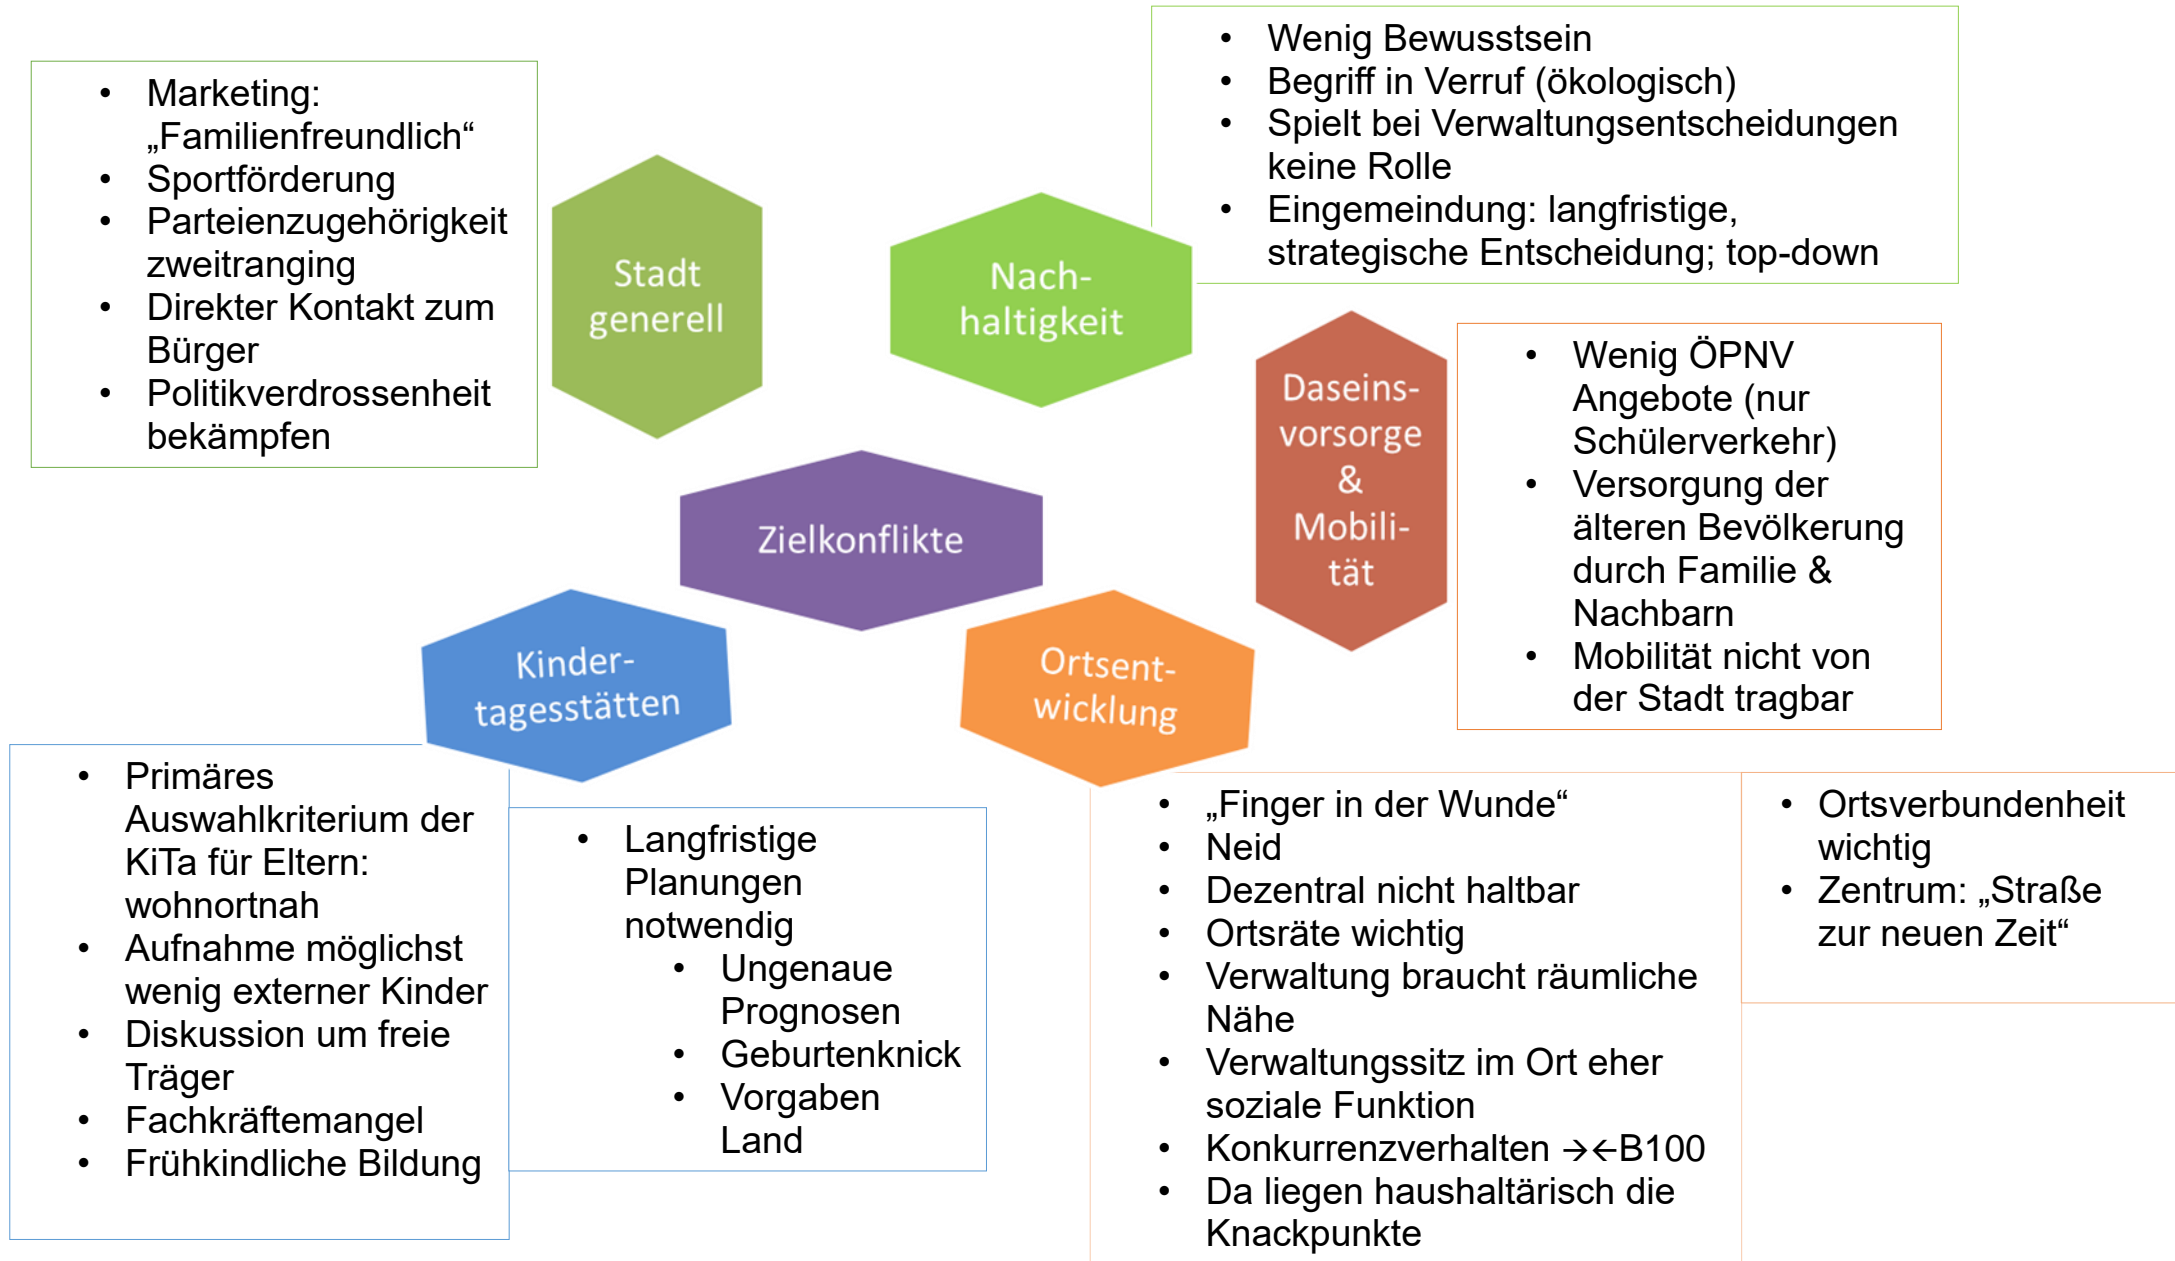 • Marketing:
„Familienfreundlich“
• Sportförderung
• Parteienzugehörigkeit
zweitranging
• Direkter Kontakt zum
Bürger
• Politikverdrossenheit
bekämpfen
Stadt
generell
Nach-
haltigkeit
• Wenig Bewusstsein
• Begriff in Verruf (ökologisch)
• Spielt bei Verwaltungsentscheidungen
keine Rolle
• Eingemeindung: langfristige,
strategische Entscheidung; top-down
Daseins-
vorsorge
&
Mobili-
tät
• Wenig ÖPNV
Angebote (nur
Schülerverkehr)
• Versorgung der
älteren Bevölkerung
durch Familie &
Nachbarn
• Mobilität nicht von
der Stadt tragbar
Zielkonflikte
Kinder-
tagesstätten
Ortsent-
wicklung
• Primäres
Auswahlkriterium der
KiTa für Eltern:
wohnortnah
• Aufnahme möglichst
wenig externer Kinder
• Diskussion um freie
Träger
• Fachkräftemangel
• Frühkindliche Bildung
• Langfristige
Planungen
notwendig
• Ungenaue
Prognosen
• Geburtenknick
• Vorgaben
Land
• „Finger in der Wunde“
• Neid
• Dezentral nicht haltbar
• Ortsräte wichtig
• Verwaltung braucht räumliche
Nähe
• Verwaltungssitz im Ort eher
soziale Funktion
• Konkurrenzverhalten →←B100
• Da liegen haushaltärisch die
Knackpunkte
• Ortsverbundenheit
wichtig
• Zentrum: „Straße
zur neuen Zeit“